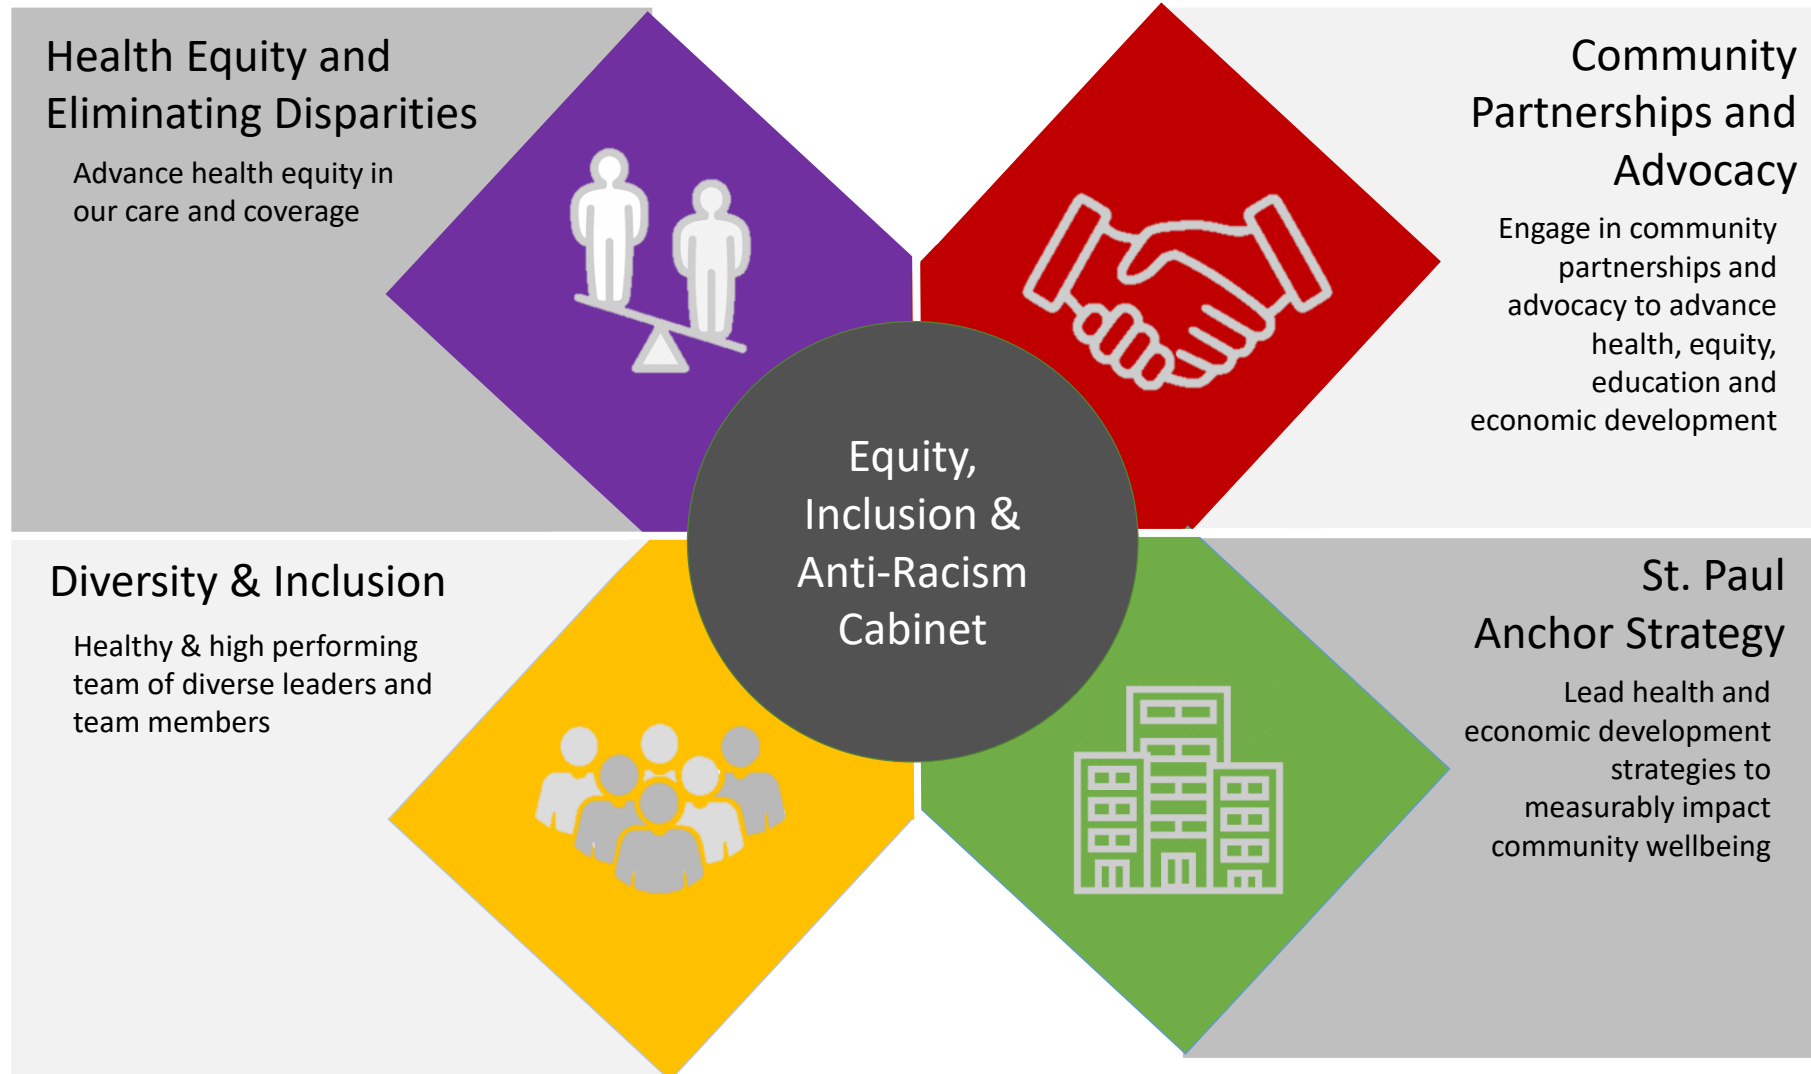 Health Equity and
Eliminating Disparities
Advance health equity in
our care and coverage
Community
Partnerships and
Advocacy
Engage in community
partnerships and
advocacy to advance
health, equity,
education and
economic development
Equity,
Inclusion &
Anti-Racism
Cabinet
Diversity & Inclusion
Healthy & high performing
team of diverse leaders and
team members
St. Paul
Anchor Strategy
Lead health and
economic development
strategies to
measurably impact
community wellbeing